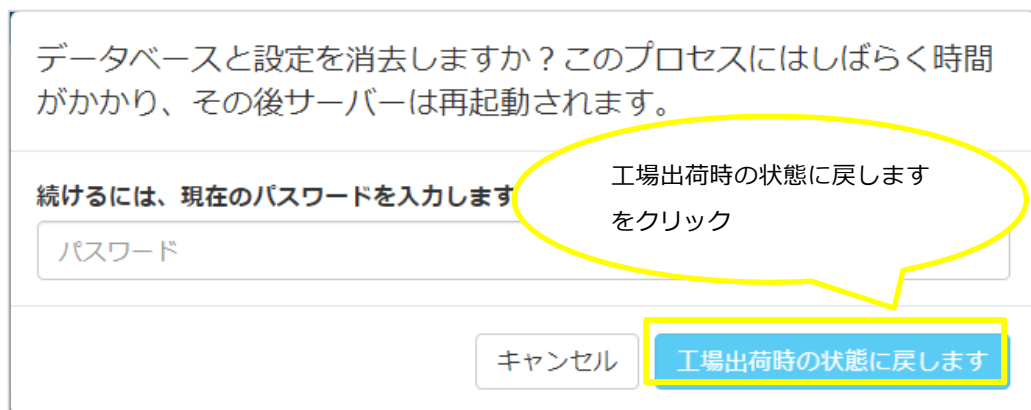 データベースと設定を消去しますか？このプロセスにはしばらく時間
がかかり、その後サーバーは再起動されます。
続けるには、現在のパスワードを入力します
工場出荷時の状態に戻します
をクリック
パスワード
キャンセル
工場出荷時の状態に戻します